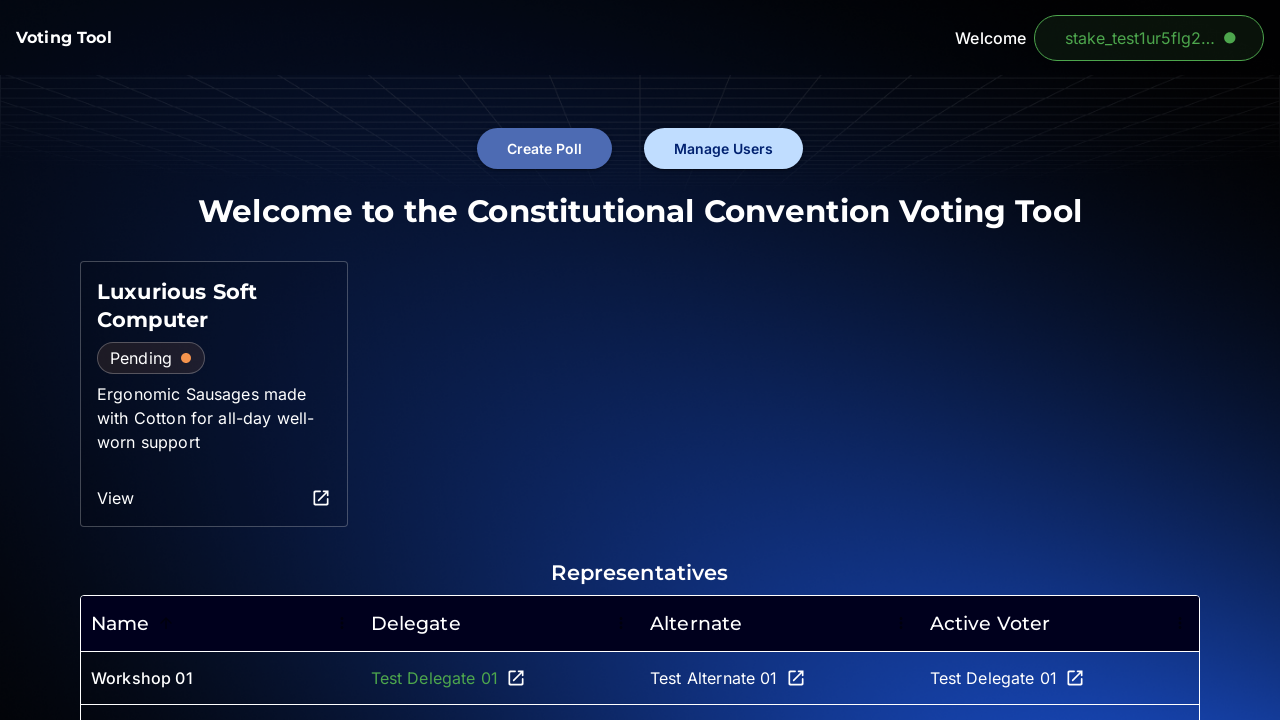 Voting Tool
Welcome
stake_test1ur5flg2...
Create Poll
Manage Users
Welcome to the Constitutional Convention Voting Tool
Luxurious Soft
Computer
Pending
Ergonomic Sausages made
with Cotton for all-day well-
worn support
View
Representatives
Name Delegate Alternate Active Voter
Workshop 01 Test Delegate 01 Test Alternate 01 Test Delegate 01